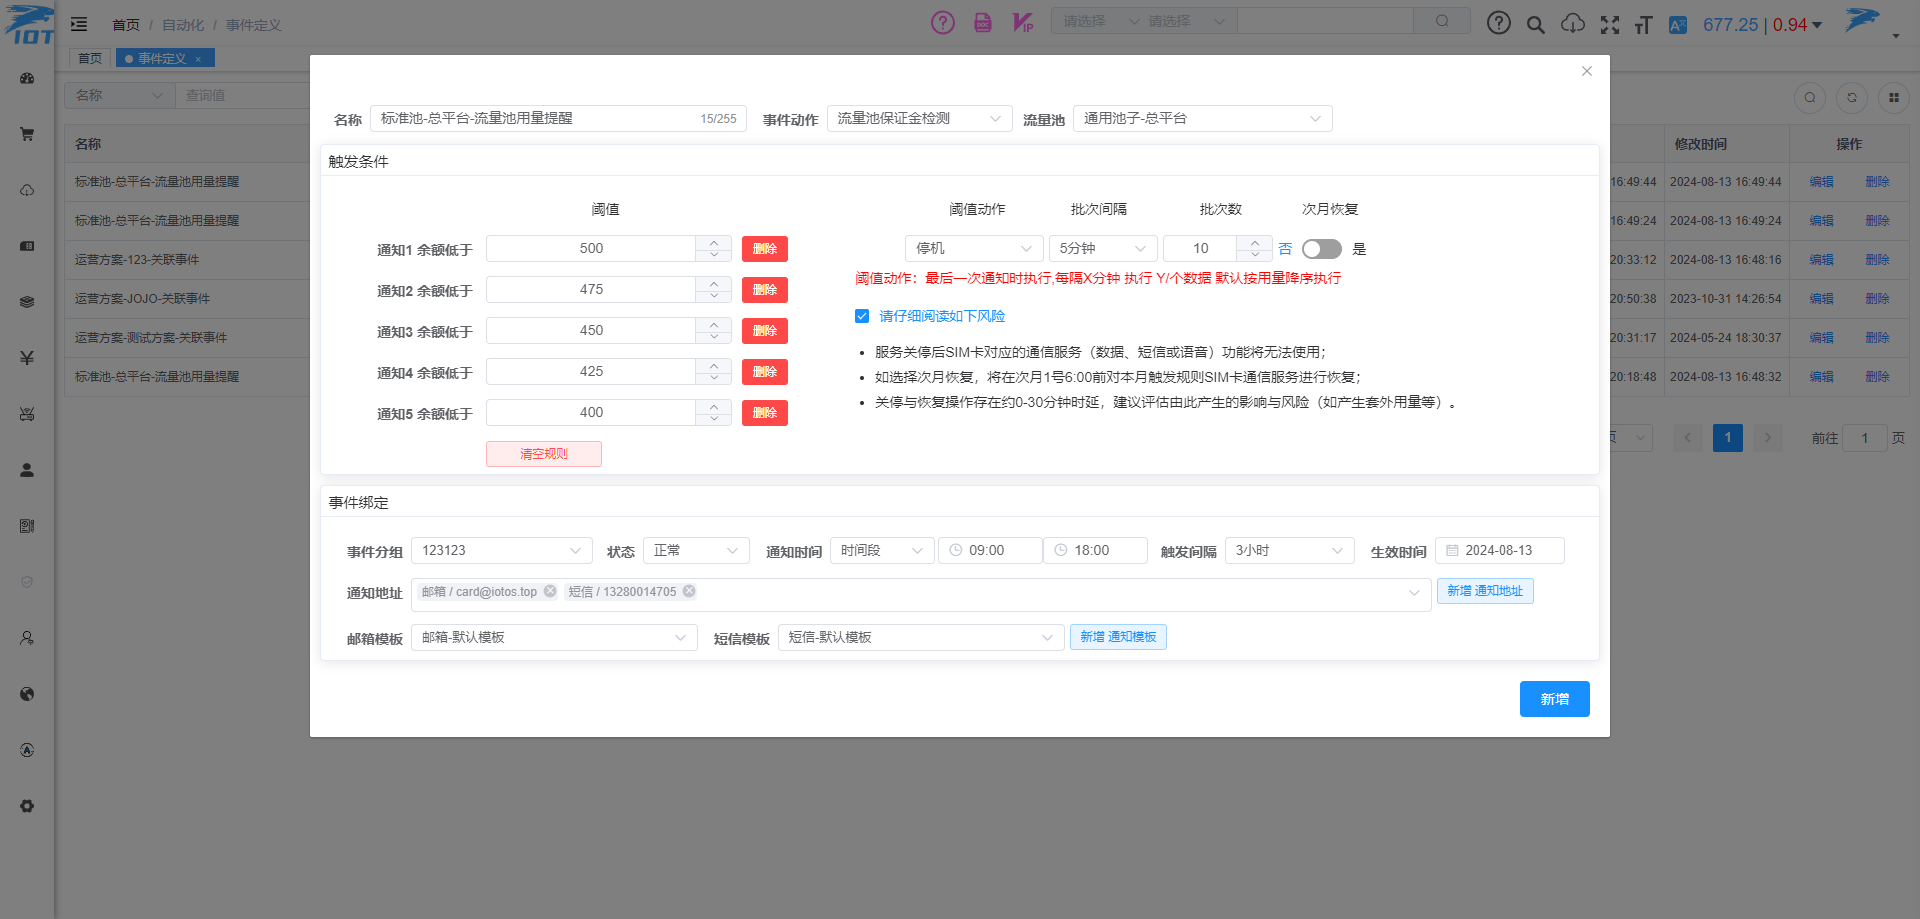 IOT
首页 / 自动化 / 事件定义
DOC
VIP
请选择 请选择
677.25 | 0.94
首页 事件定义 ×
名称 查询值
名称
修改时间 操作
标准池-总平台-流量池用量提醒
16:49:44 2024-08-13 16:49:44 编辑 删除
标准池-总平台-流量池用量提醒
16:49:24 2024-08-13 16:49:24 编辑 删除
运营方案-123-关联事件
20:33:12 2024-08-13 16:48:16 编辑 删除
运营方案-JOJO-关联事件
20:50:38 2023-10-31 14:26:54 编辑 删除
运营方案-测试方案-关联事件
20:31:17 2024-05-24 18:30:37 编辑 删除
标准池-总平台-流量池用量提醒
20:18:48 2024-08-13 16:48:32 编辑 删除
页 1 前往 1 页
名称 标准池-总平台-流量池用量提醒 15/255 事件动作 流量池保证金检测 流量池 通用池子-总平台
触发条件
阈值 阈值动作 批次间隔 批次数 次月恢复
通知1 余额低于 500 删除 停机 5分钟 10 否 是
通知2 余额低于 475 删除
阈值动作：最后一次通知时执行,每隔X分钟 执行 Y/个数据 默认按用量降序执行
通知3 余额低于 450 删除
请仔细阅读如下风险
通知4 余额低于 425 删除
• 服务关停后SIM卡对应的通信服务（数据、短信或语音）功能将无法使用；
• 如选择次月恢复，将在次月1号6:00前对本月触发规则SIM卡通信服务进行恢复；
• 关停与恢复操作存在约0-30分钟时延，建议评估由此产生的影响与风险（如产生套外用量等）。
通知5 余额低于 400 删除
清空规则
事件绑定
事件分组 123123 状态 正常 通知时间 时间段 09:00 18:00 触发间隔 3小时 生效时间 2024-08-13
通知地址 邮箱 / card@iotos.top 短信 / 13280014705 新增 通知地址
邮箱模板 邮箱-默认模板 短信模板 短信-默认模板 新增 通知模板
新增